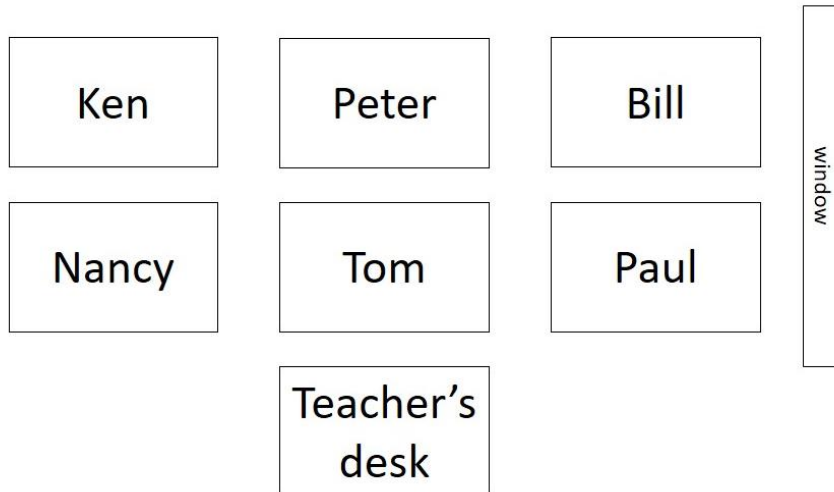 Ken
Peter
Bill
window
Nancy
Tom
Paul
Teacher’s
desk